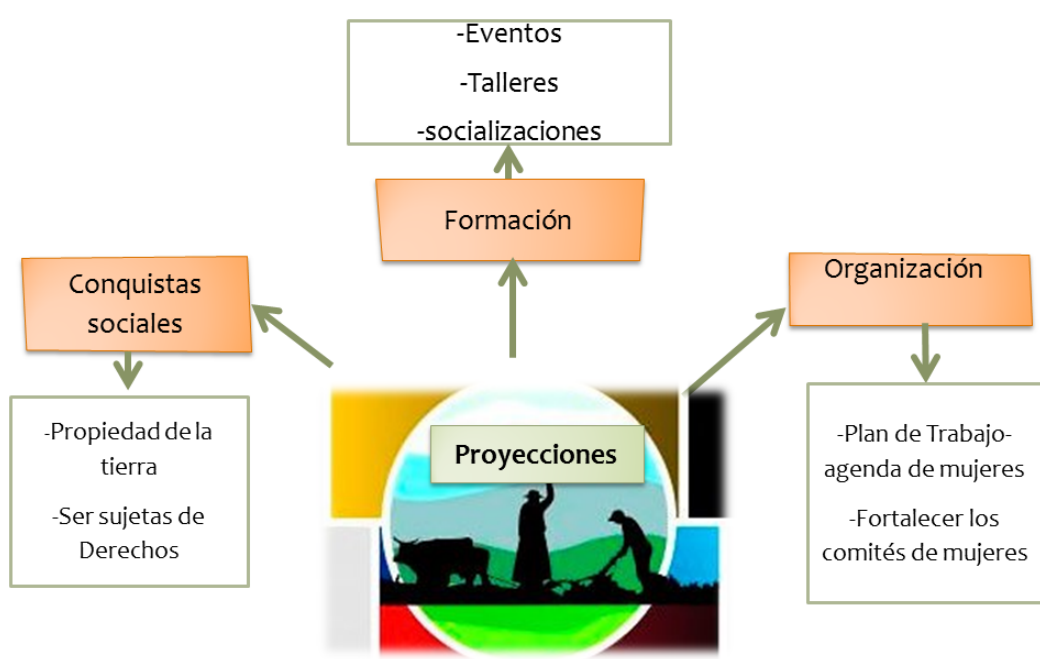 -Eventos
-Talleres
-socializaciones
Formación
Conquistas
sociales
Organización
-Propiedad de la
tierra
-Ser sujetas de
Derechos
Proyecciones
-Plan de Trabajo-
agenda de mujeres
-Fortalecer los
comités de mujeres